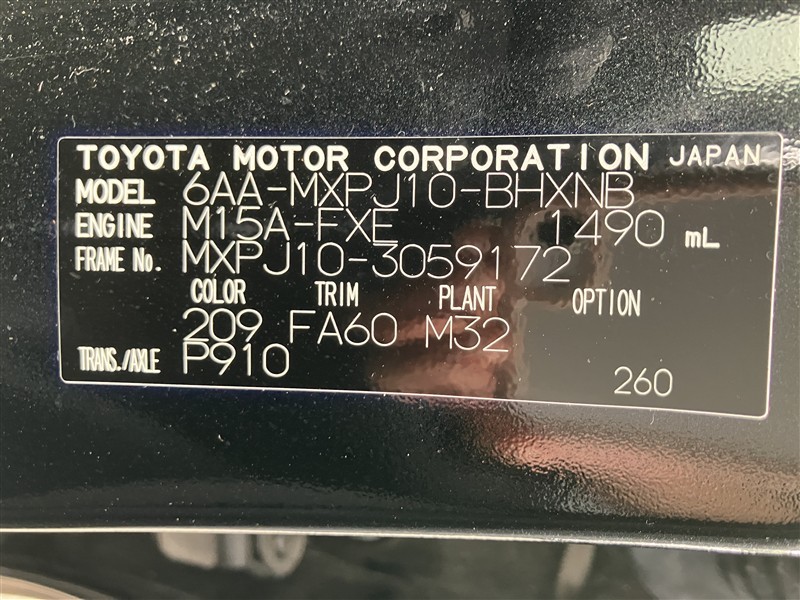 TOYOTA MOTOR CORPORATION JAPAN
MODEL 6AA-MXPJ10-BHXNB
ENGINE M15A-FXE 1490 mL
FRAME No. MXPJ10-3059172
COLOR TRIM PLANT OPTION
209 FA60 M32
TRANS./AXLE P910
260